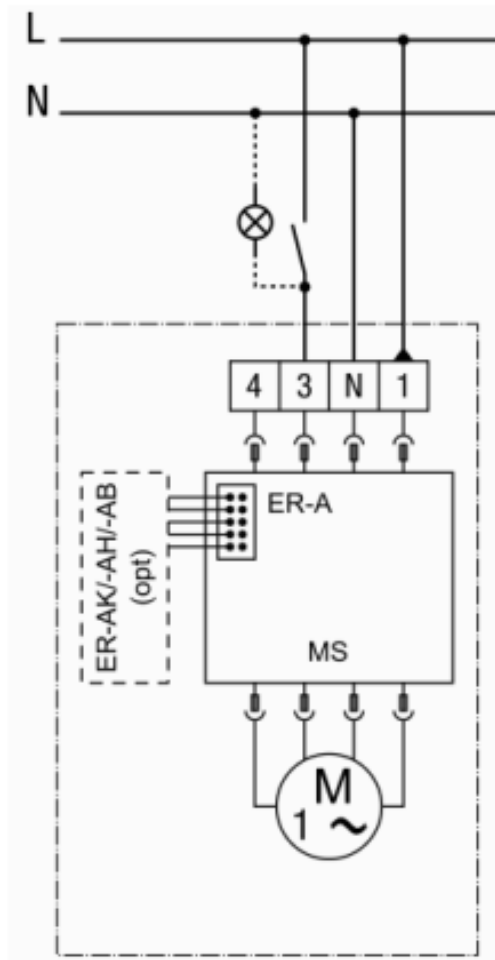 L
N
4 3 N 1
ER-A
ER-AK/-AH/-AB
(opt)
MS
M
1 ~